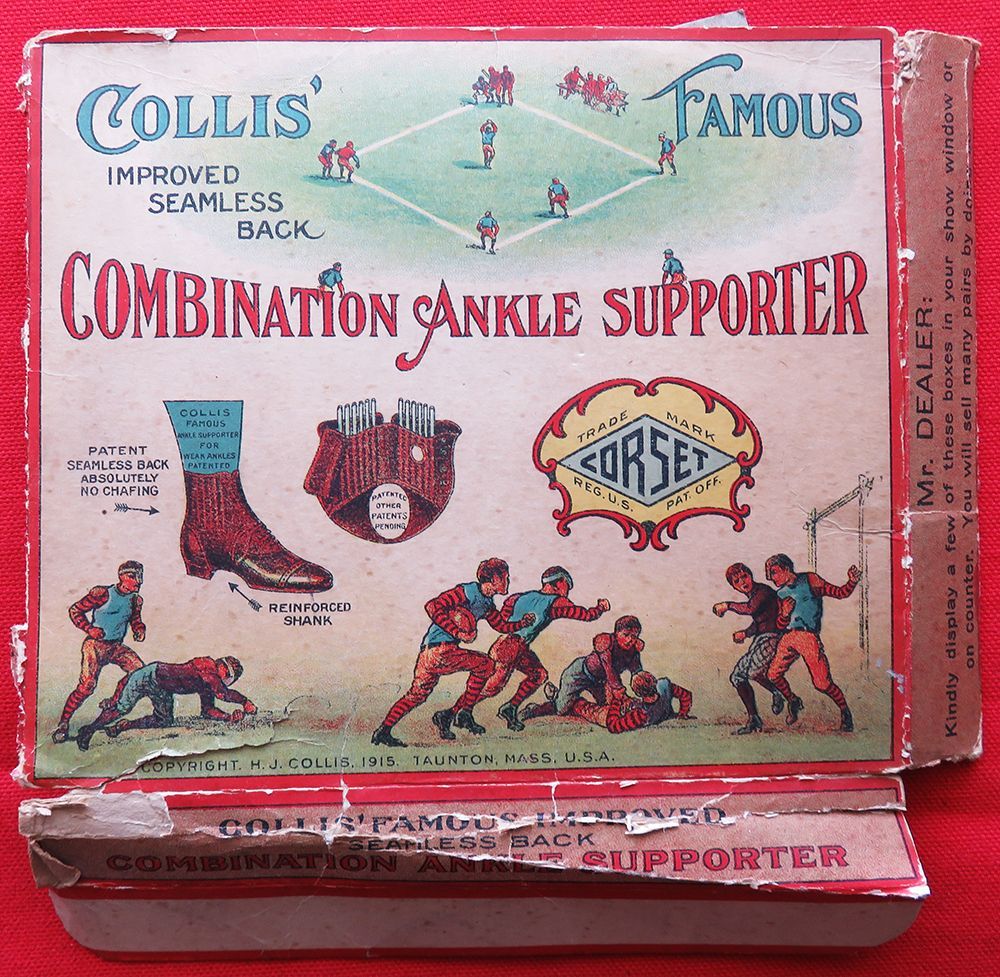 COLLIS' FAMOUS
IMPROVED
SEAMLESS
BACK
COMBINATION ANKLE SUPPORTER
COLLIS
FAMOUS
ANKLE SUPPORTER
FOR
WEAK ANKLES
PATENTED
PATENT
SEAMLESS BACK
ABSOLUTELY
NO CHAFING
REINFORCED
SHANK
PATENTED
OTHER
PATENTS
PENDING
TRADE MARK
CORSET
REG. U.S. PAT. OFF.
COPYRIGHT. H. J. COLLIS, 1915. TAUNTON, MASS. U.S.A.
Mr. DEALER:
Kindly display a few of these boxes in your show window or
on counter. You will sell many pairs by
COLLIS' FAMOUS IMPROVED
SEAMLESS BACK
COMBINATION ANKLE SUPPORTER